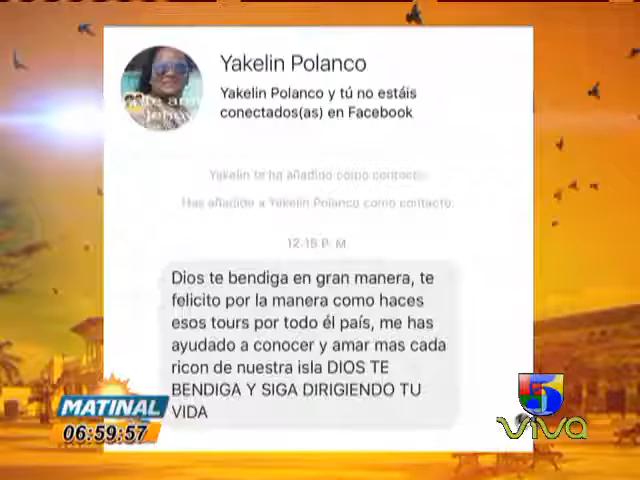 Yakelin Polanco
Yakelin Polanco y tú no estáis
conectados(as) en Facebook
te am
Yakelin te ha añadido como contacto.
Has añadido a Yakelin Polanco como contacto.
12:15 P. M.
Dios te bendiga en gran manera, te
felicito por la manera como haces
esos tours por todo él país, me has
ayudado a conocer y amar mas cada
ricon de nuestra isla DIOS TE
BENDIGA Y SIGA DIRIGIENDO TU
VIDA
MATINAL
06:59:57
5
viva